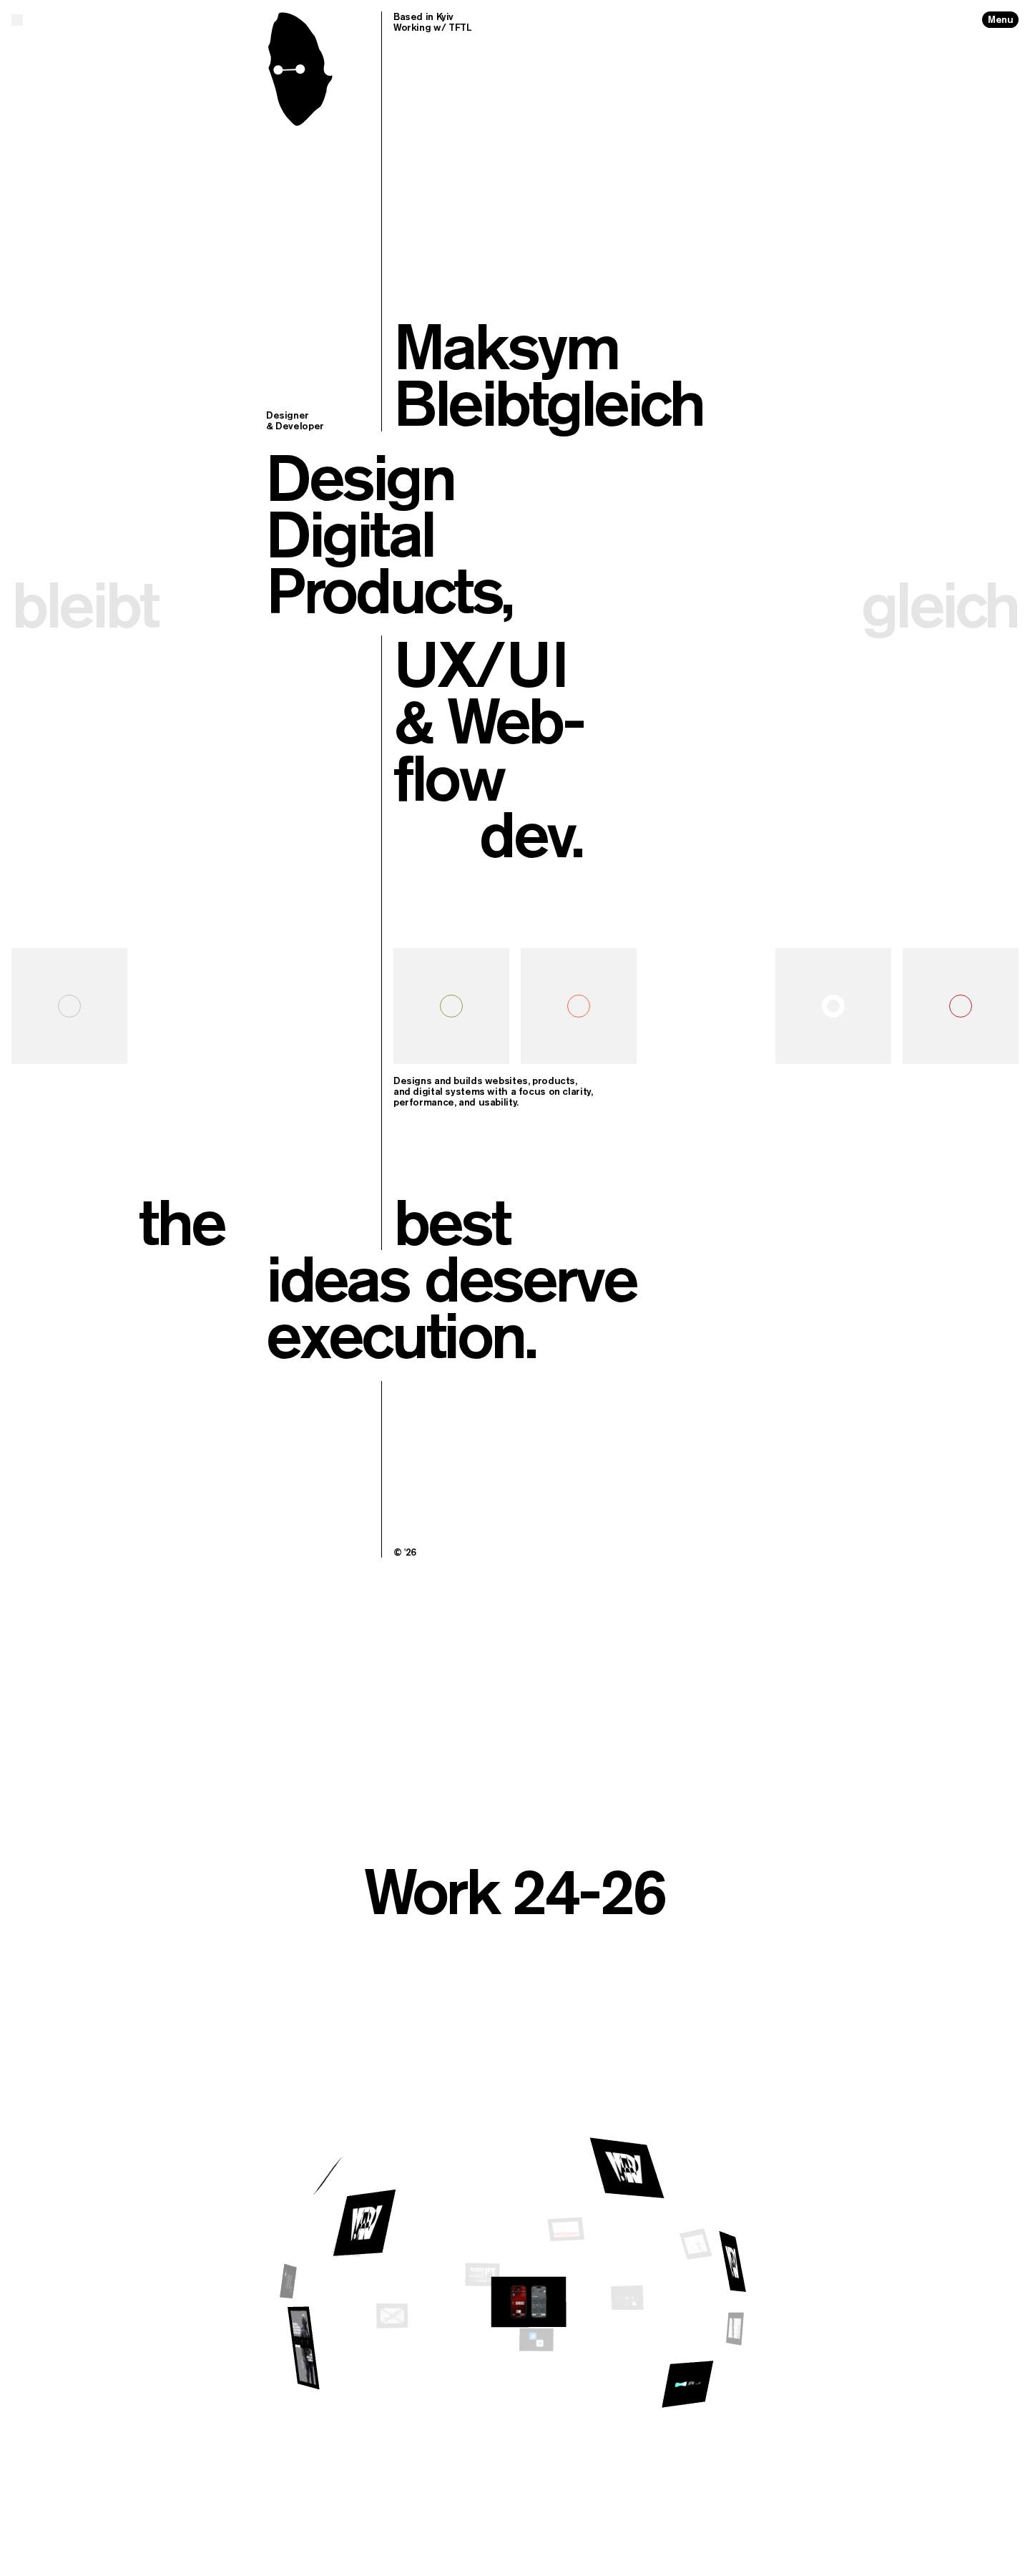 Based in Kyiv
Working w/ TFTL
Menu
Maksym
Bleibtgleich
Designer
& Developer
Design
Digital
Products,
bleibt
gleich
UX/UI
& Web-
flow
dev.
Designs and builds websites, products,
and digital systems with a focus on clarity,
performance, and usability.
the best
ideas deserve
execution.
© '26
Work 24-26